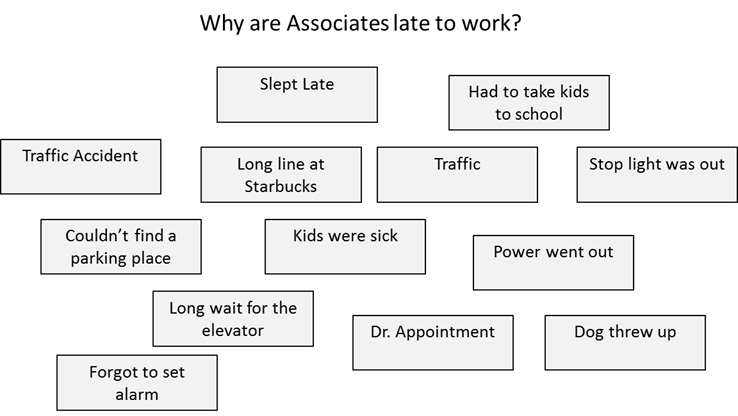 Why are Associates late to work?
Slept Late
Had to take kids
to school
Traffic Accident
Long line at
Starbucks
Traffic
Stop light was out
Couldn’t find a
parking place
Kids were sick
Power went out
Long wait for the
elevator
Dr. Appointment
Dog threw up
Forgot to set
alarm